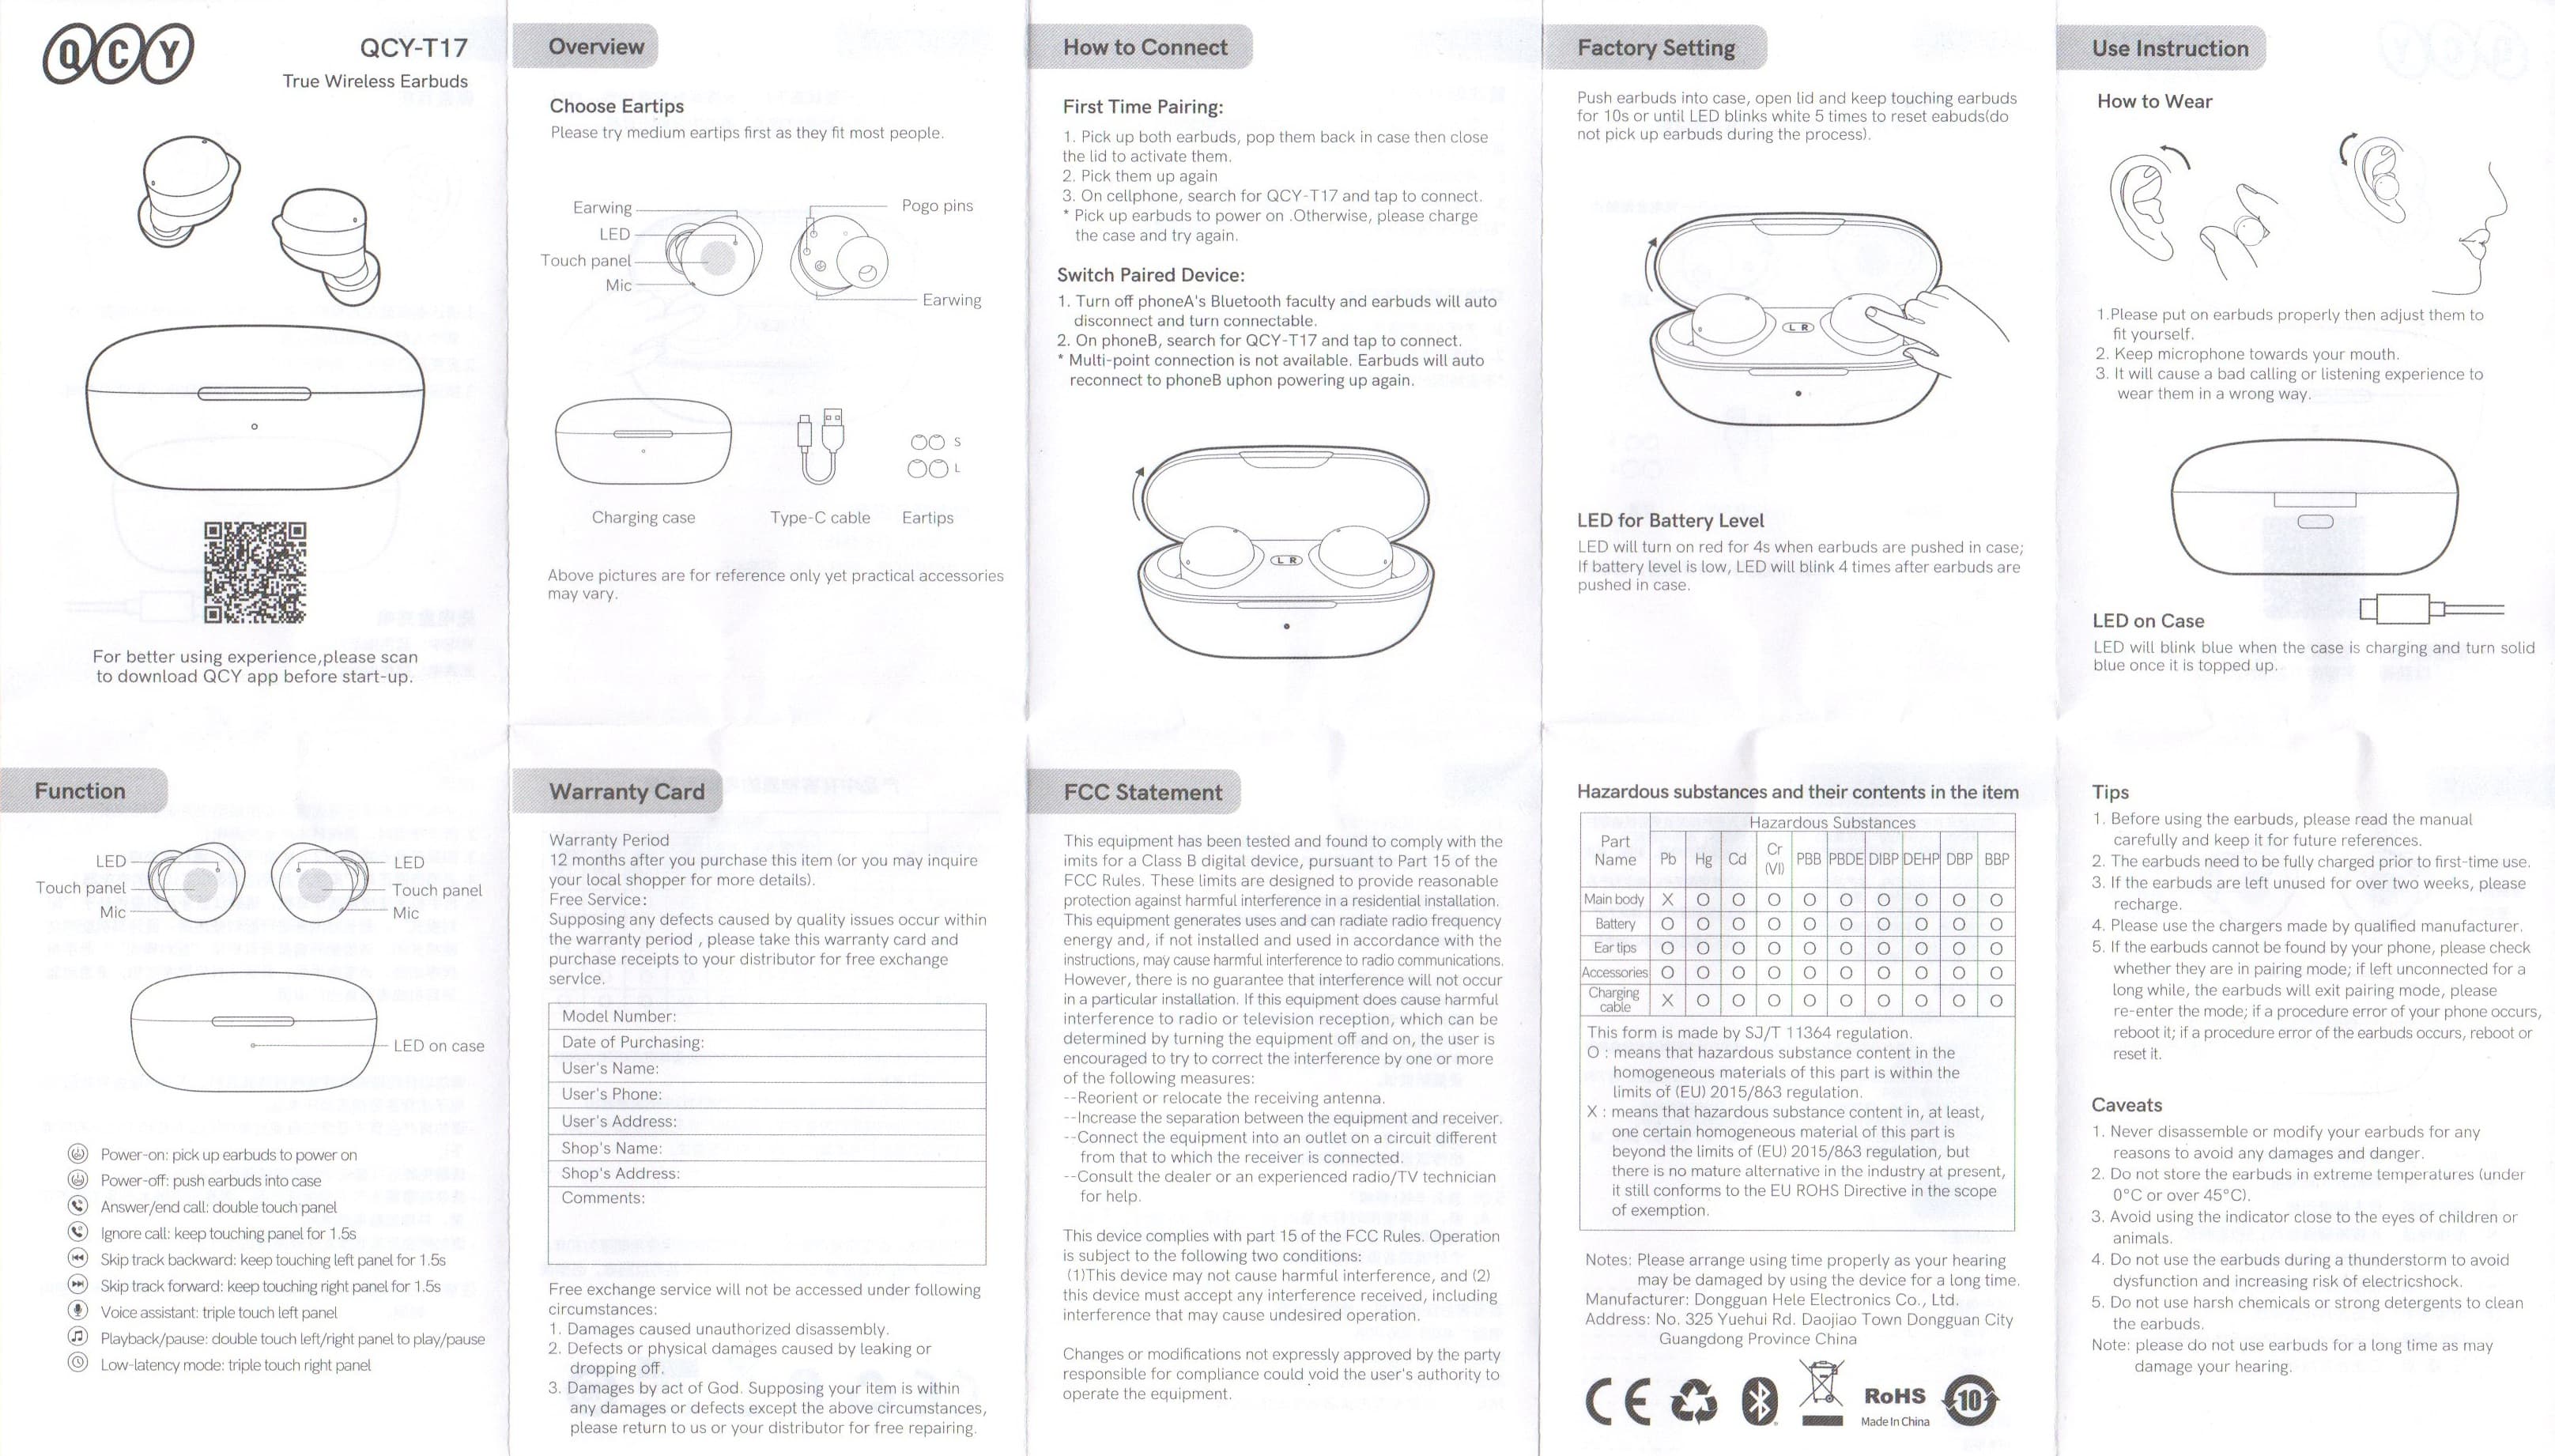 QCY
QCY-T17
True Wireless Earbuds
For better using experience,please scan
to download QCY app before start-up.
Overview
Choose Eartips
Please try medium eartips first as they fit most people.
Earwing
LED
Touch panel
Mic
Pogo pins
Earwing
S
L
Charging case
Type-C cable
Eartips
Above pictures are for reference only yet practical accessories
may vary.
How to Connect
First Time Pairing:
1. Pick up both earbuds, pop them back in case then close
the lid to activate them.
2. Pick them up again
3. On cellphone, search for QCY-T17 and tap to connect.
* Pick up earbuds to power on .Otherwise, please charge
the case and try again.
Switch Paired Device:
1. Turn off phoneA's Bluetooth faculty and earbuds will auto
disconnect and turn connectable.
2. On phoneB, search for QCY-T17 and tap to connect.
* Multi-point connection is not available. Earbuds will auto
reconnect to phoneB uphon powering up again.
L R
Factory Setting
Push earbuds into case, open lid and keep touching earbuds
for 10s or until LED blinks white 5 times to reset eabuds(do
not pick up earbuds during the process).
L R
LED for Battery Level
LED will turn on red for 4s when earbuds are pushed in case;
If battery level is low, LED will blink 4 times after earbuds are
pushed in case.
Use Instruction
How to Wear
1.Please put on earbuds properly then adjust them to
fit yourself.
2. Keep microphone towards your mouth.
3. It will cause a bad calling or listening experience to
wear them in a wrong way.
LED on Case
LED will blink blue when the case is charging and turn solid
blue once it is topped up.
Function
LED
Touch panel
Mic
LED
Touch panel
Mic
LED on case
Power-on: pick up earbuds to power on
Power-off: push earbuds into case
Answer/end call: double touch panel
Ignore call: keep touching panel for 1.5s
Skip track backward: keep touching left panel for 1.5s
Skip track forward: keep touching right panel for 1.5s
Voice assistant: triple touch left panel
Playback/pause: double touch left/right panel to play/pause
Low-latency mode: triple touch right panel
Warranty Card
Warranty Period
12 months after you purchase this item (or you may inquire
your local shopper for more details).
Free Service:
Supposing any defects caused by quality issues occur within
the warranty period , please take this warranty card and
purchase receipts to your distributor for free exchange
service.
Model Number:
Date of Purchasing:
User's Name:
User's Phone:
User's Address:
Shop's Name:
Shop's Address:
Comments:
Free exchange service will not be accessed under following
circumstances:
1. Damages caused unauthorized disassembly.
2. Defects or physical damages caused by leaking or
dropping off.
3. Damages by act of God. Supposing your item is within
any damages or defects except the above circumstances,
please return to us or your distributor for free repairing.
FCC Statement
This equipment has been tested and found to comply with the
imits for a Class B digital device, pursuant to Part 15 of the
FCC Rules. These limits are designed to provide reasonable
protection against harmful interference in a residential installation.
This equipment generates uses and can radiate radio frequency
energy and, if not installed and used in accordance with the
instructions, may cause harmful interference to radio communications.
However, there is no guarantee that interference will not occur
in a particular installation. If this equipment does cause harmful
interference to radio or television reception, which can be
determined by turning the equipment off and on, the user is
encouraged to try to correct the interference by one or more
of the following measures:
--Reorient or relocate the receiving antenna.
--Increase the separation between the equipment and receiver.
--Connect the equipment into an outlet on a circuit different
from that to which the receiver is connected.
--Consult the dealer or an experienced radio/TV technician
for help.
This device complies with part 15 of the FCC Rules. Operation
is subject to the following two conditions:
(1)This device may not cause harmful interference, and (2)
this device must accept any interference received, including
interference that may cause undesired operation.
Changes or modifications not expressly approved by the party
responsible for compliance could void the user's authority to
operate the equipment.
Hazardous substances and their contents in the item
Part Name Hazardous Substances
Pb Hg Cd Cr (VI) PBB PBDE DIBP DEHP DBP BBP
Main body X O O O O O O O O O
Battery O O O O O O O O O O
Ear tips O O O O O O O O O O
Accessories O O O O O O O O O O
Charging cable X O O O O O O O O O
This form is made by SJ/T 11364 regulation.
O : means that hazardous substance content in the
homogeneous materials of this part is within the
limits of (EU) 2015/863 regulation.
X : means that hazardous substance content in, at least,
one certain homogeneous material of this part is
beyond the limits of (EU) 2015/863 regulation, but
there is no mature alternative in the industry at present,
it still conforms to the EU ROHS Directive in the scope
of exemption.
Notes: Please arrange using time properly as your hearing
may be damaged by using the device for a long time.
Manufacturer: Dongguan Hele Electronics Co., Ltd.
Address: No. 325 Yuehui Rd. Daojiao Town Dongguan City
Guangdong Province China
CE
RoHS
Made In China
10
Tips
1. Before using the earbuds, please read the manual
carefully and keep it for future references.
2. The earbuds need to be fully charged prior to first-time use.
3. If the earbuds are left unused for over two weeks, please
recharge.
4. Please use the chargers made by qualified manufacturer.
5. If the earbuds cannot be found by your phone, please check
whether they are in pairing mode; if left unconnected for a
long while, the earbuds will exit pairing mode, please
re-enter the mode; if a procedure error of your phone occurs,
reboot it; if a procedure error of the earbuds occurs, reboot or
reset it.
Caveats
1. Never disassemble or modify your earbuds for any
reasons to avoid any damages and danger.
2. Do not store the earbuds in extreme temperatures (under
0°C or over 45°C).
3. Avoid using the indicator close to the eyes of children or
animals.
4. Do not use the earbuds during a thunderstorm to avoid
dysfunction and increasing risk of electricshock.
5. Do not use harsh chemicals or strong detergents to clean
the earbuds.
Note: please do not use earbuds for a long time as may
damage your hearing.